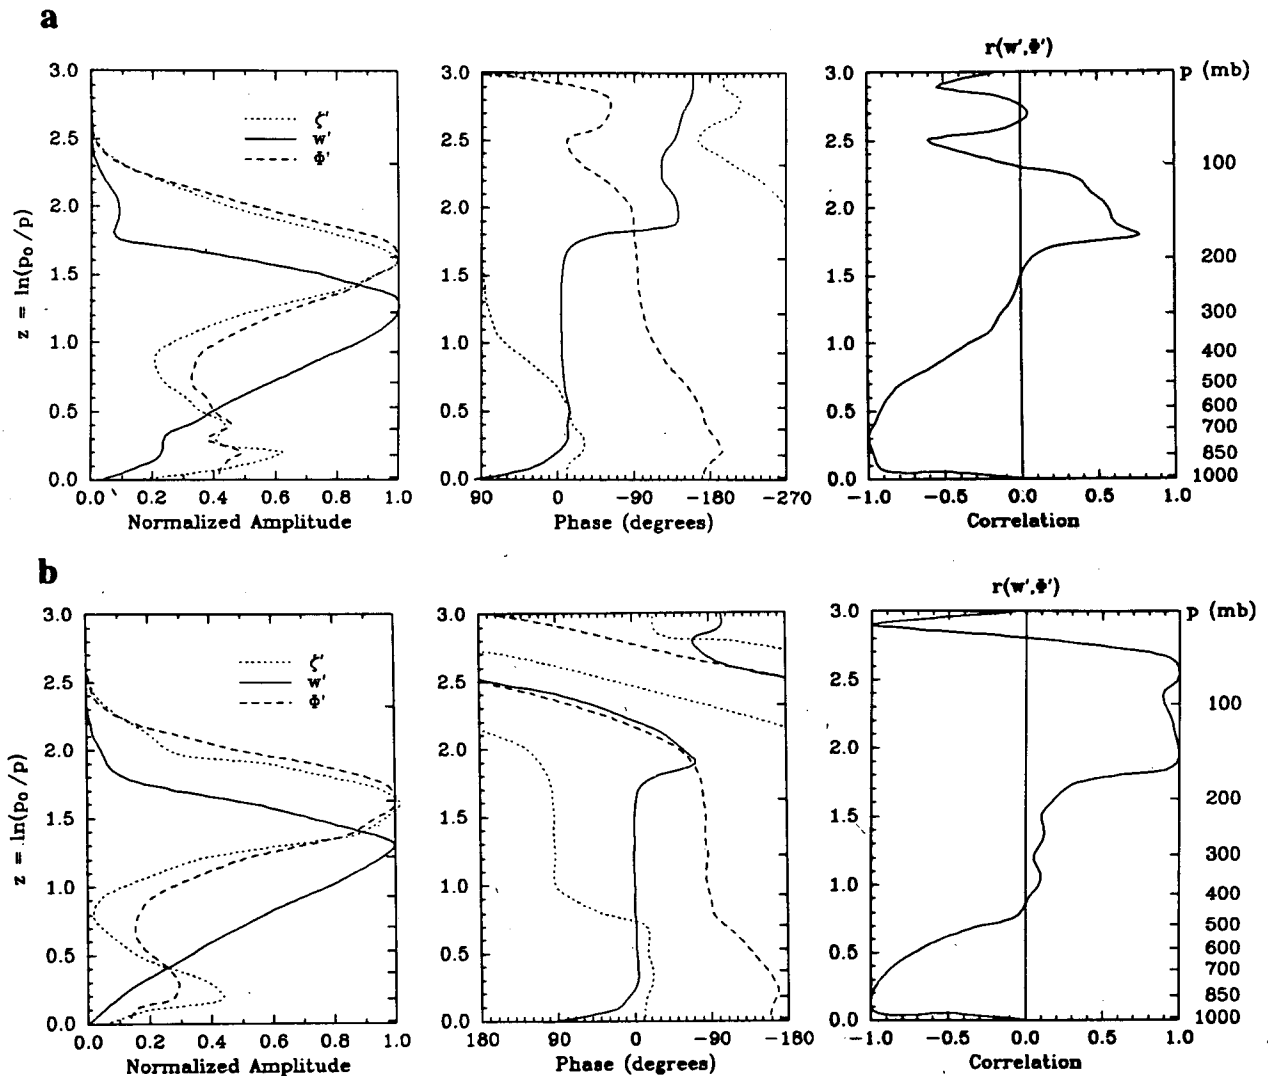 a
r(w',Φ')
p (mb)
3.0
2.5
2.0
1.5
1.0
0.5
0.0
z = ln(p₀/p)
ζ'
w'
Φ'
0.0 0.2 0.4 0.6 0.8 1.0
Normalized Amplitude
3.0
2.5
2.0
1.5
1.0
0.5
0.0
90 0 -90 -180 -270
Phase (degrees)
3.0
2.5
2.0
1.5
1.0
0.5
0.0
100
200
300
400
500
600
700
850
1000
-1.0 -0.5 0.0 0.5 1.0
Correlation
b
r(w',Φ')
p (mb)
3.0
2.5
2.0
1.5
1.0
0.5
0.0
z = ln(p₀/p)
ζ'
w'
Φ'
0.0 0.2 0.4 0.6 0.8 1.0
Normalized Amplitude
3.0
2.5
2.0
1.5
1.0
0.5
0.0
180 90 0 -90 -180
Phase (degrees)
3.0
2.5
2.0
1.5
1.0
0.5
0.0
100
200
300
400
500
600
700
850
1000
-1.0 -0.5 0.0 0.5 1.0
Correlation